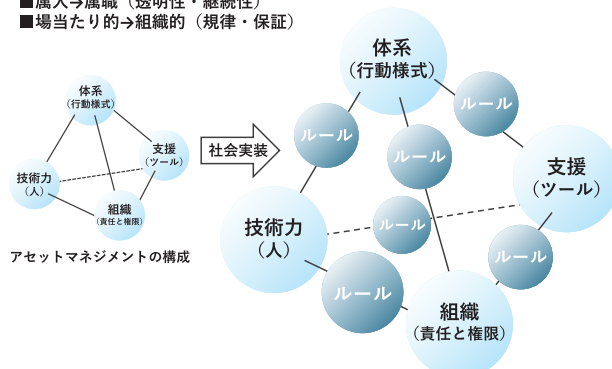 ■属人→属職（透明性・継続性）
■場当たり的→組織的（規律・保証）
体系
（行動様式）
技術力
（人）
支援
（ツール）
組織
（責任と権限）
アセットマネジメントの構成
社会実装
体系
（行動様式）
ルール
ルール
ルール
支援
（ツール）
技術力
（人）
ルール
ルール
ルール
組織
（責任と権限）